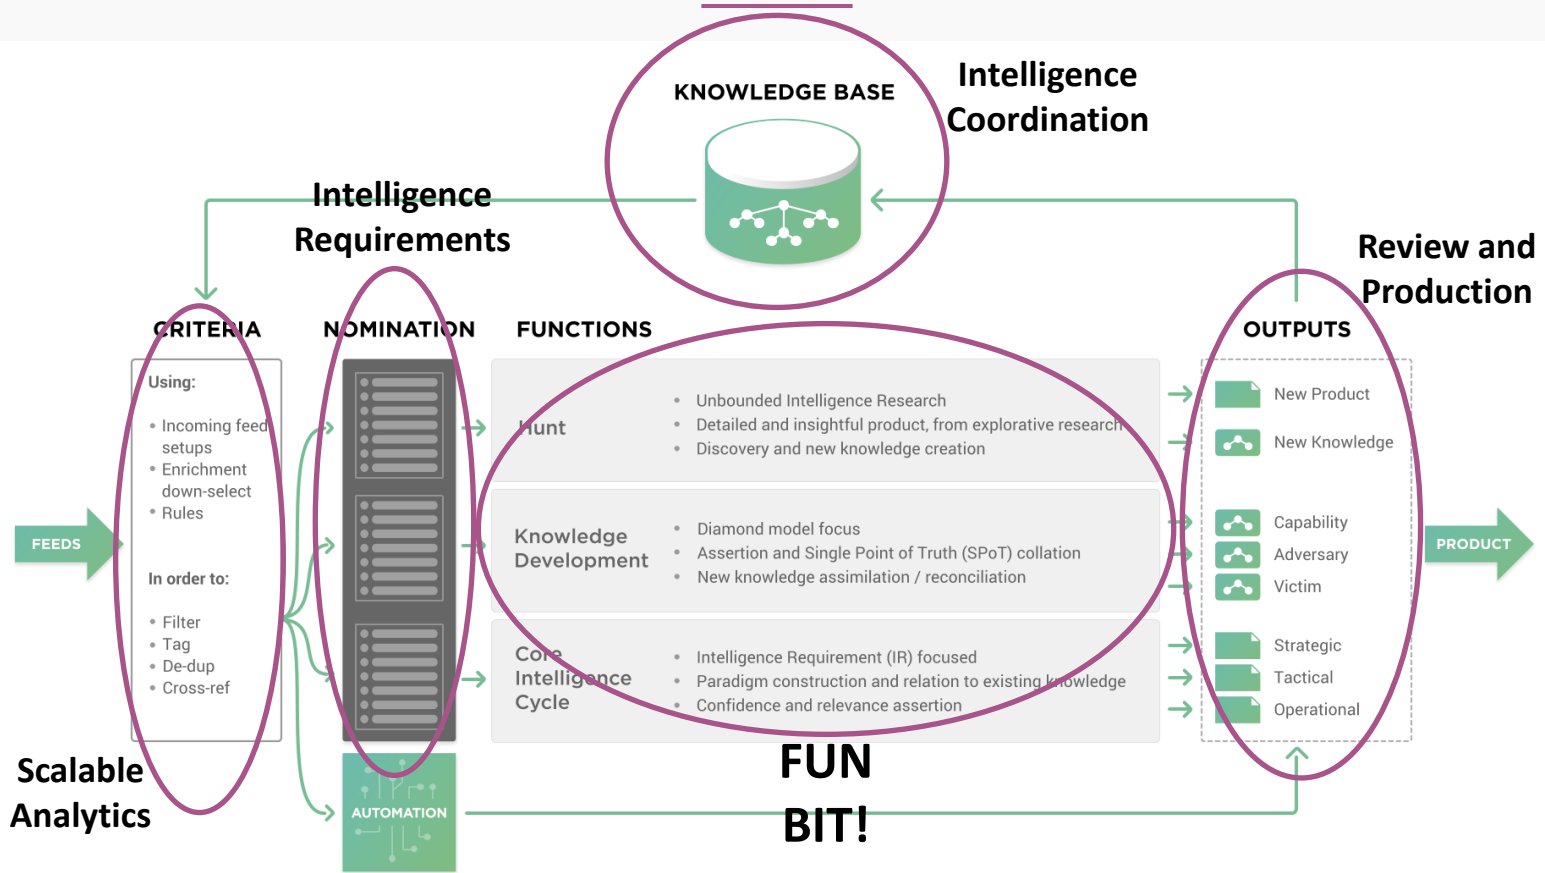 KNOWLEDGE BASE
Intelligence
Coordination
Intelligence
Requirements
Review and
Production
CRITERIA
NOMINATION
FUNCTIONS
OUTPUTS
FEEDS
Using:
• Incoming feed
setups
• Enrichment
down-select
• Rules
In order to:
• Filter
• Tag
• De-dup
• Cross-ref
Hunt
• Unbounded Intelligence Research
• Detailed and insightful product, from explorative research
• Discovery and new knowledge creation
Knowledge
Development
• Diamond model focus
• Assertion and Single Point of Truth (SPoT) collation
• New knowledge assimilation / reconciliation
Core
Intelligence
Cycle
• Intelligence Requirement (IR) focused
• Paradigm construction and relation to existing knowledge
• Confidence and relevance assertion
New Product
New Knowledge
Capability
Adversary
Victim
Strategic
Tactical
Operational
PRODUCT
Scalable
Analytics
AUTOMATION
FUN
BIT!